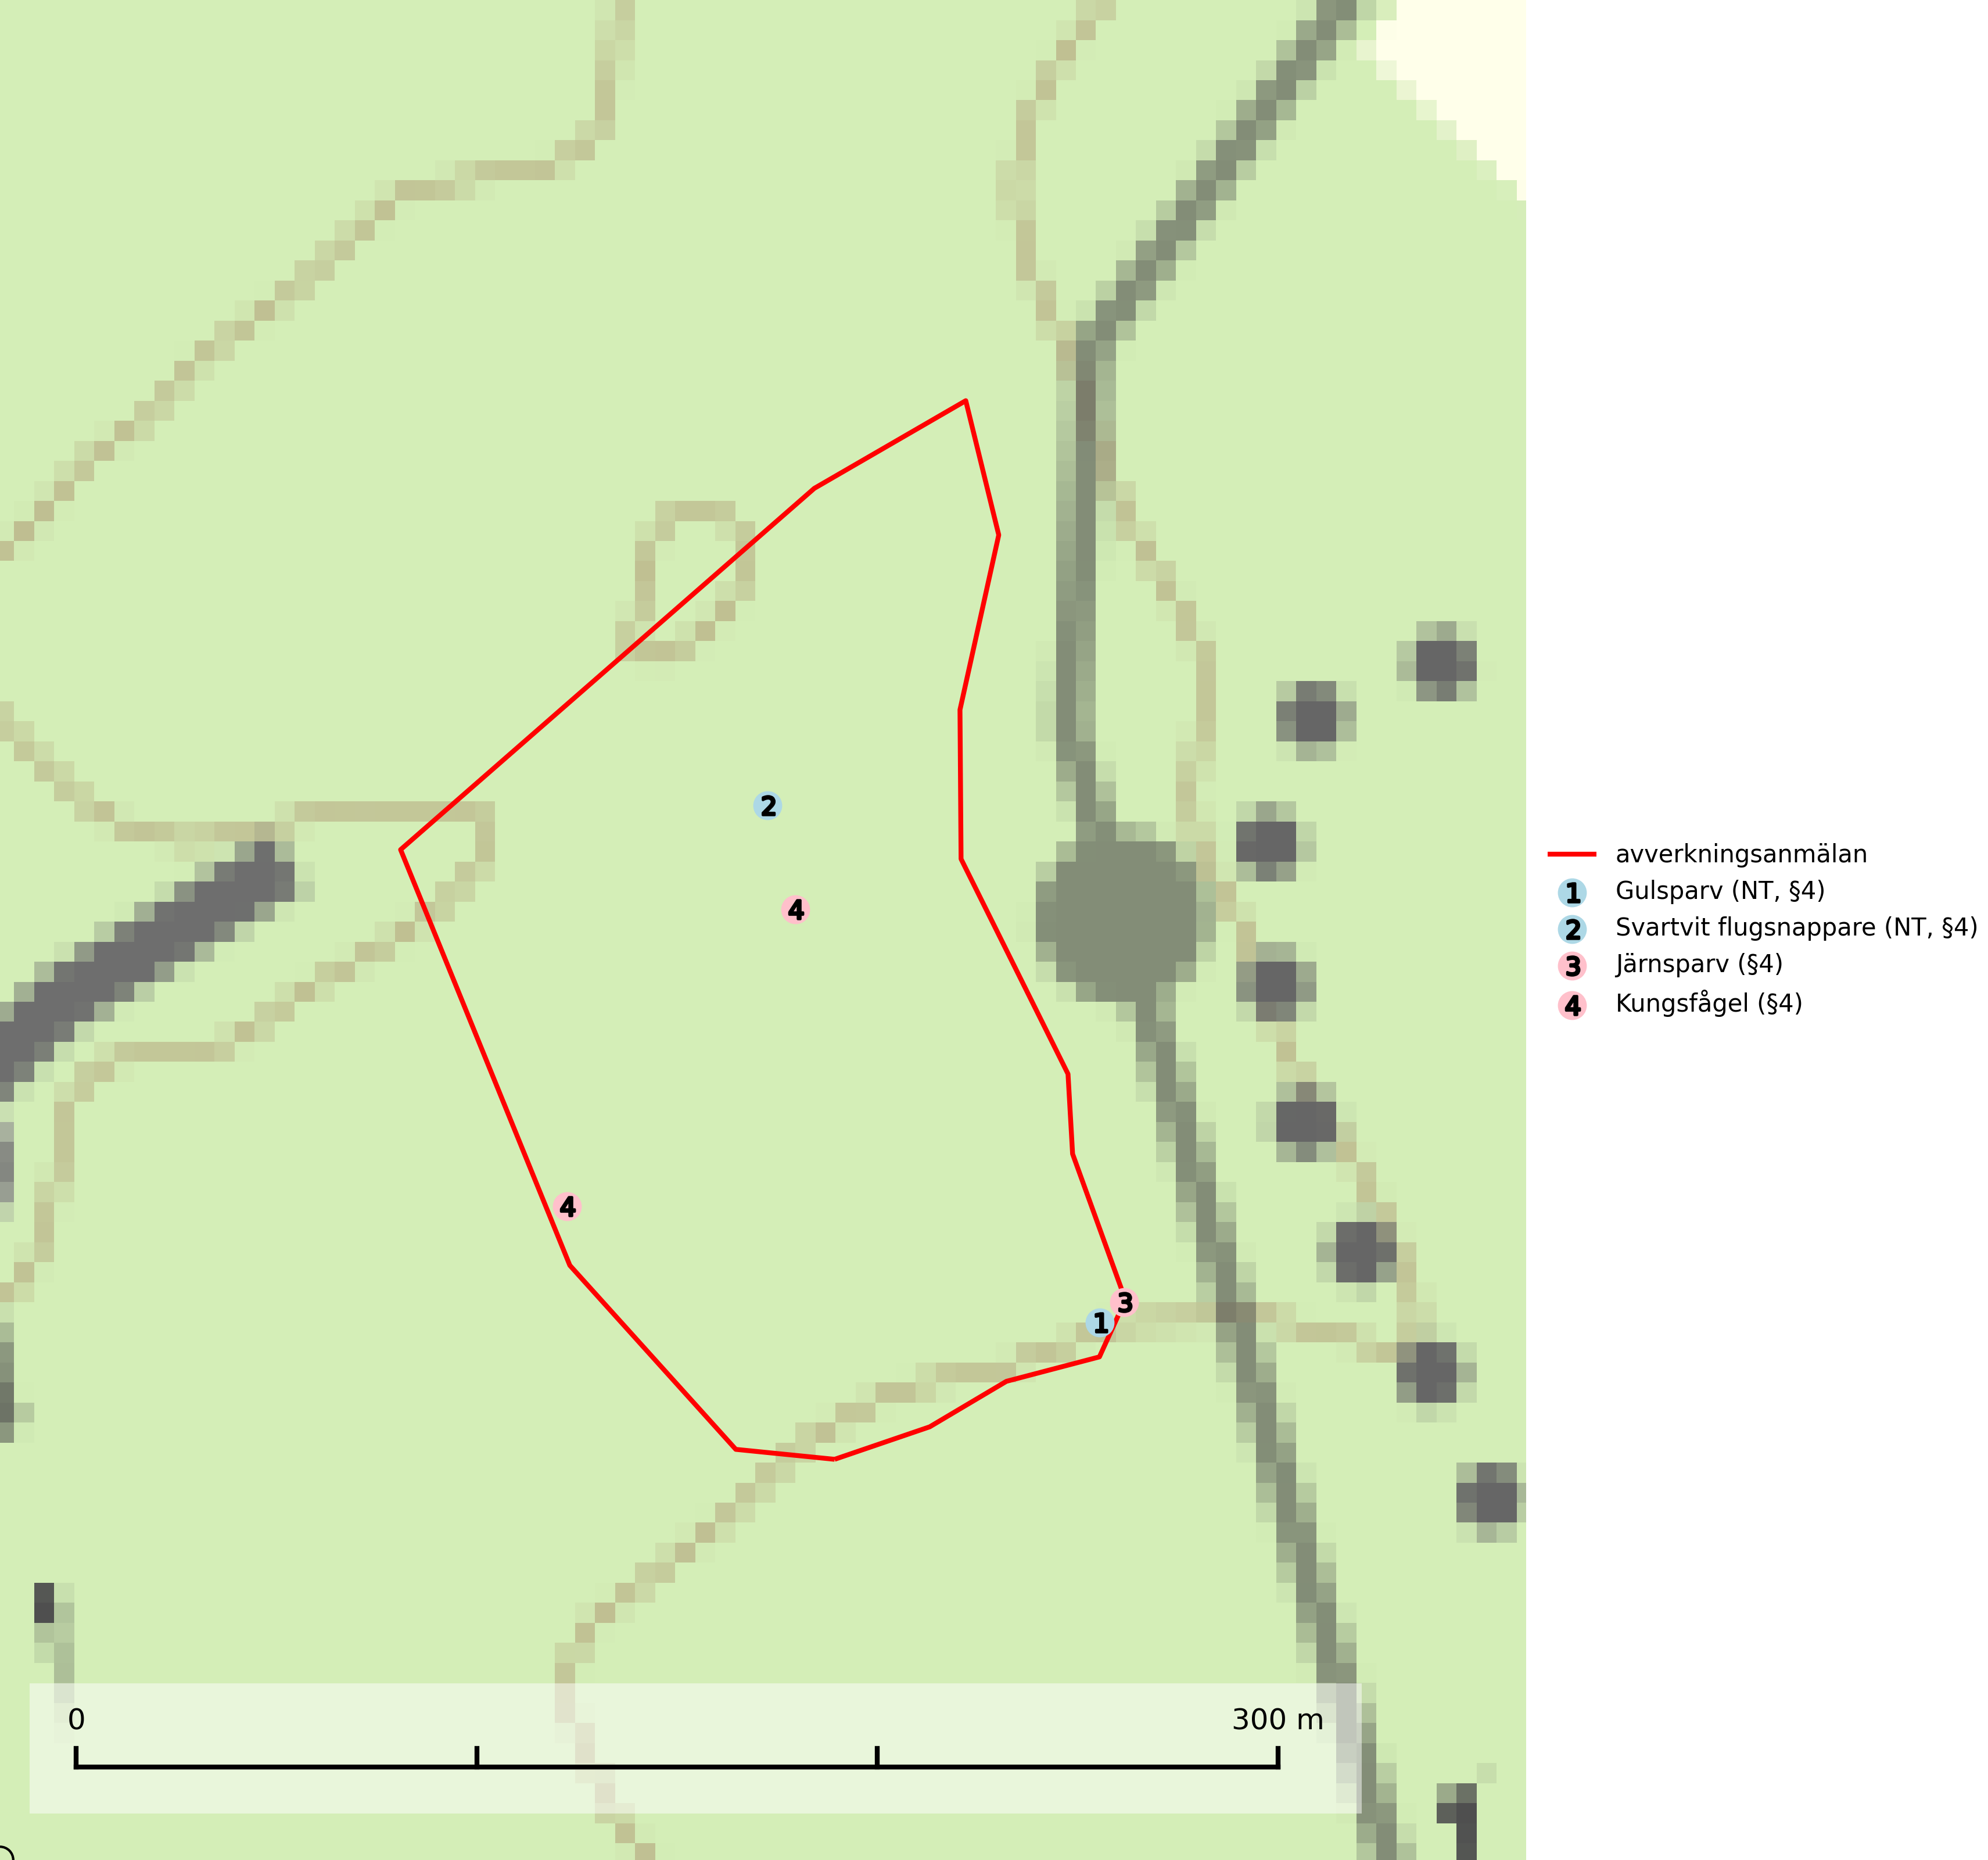 2
4
4
3
1
0 300 m
avverkningsanmälan
1 Gulsparv (NT, §4)
2 Svartvit flugsnappare (NT, §4)
3 Järnsparv (§4)
4 Kungsfågel (§4)